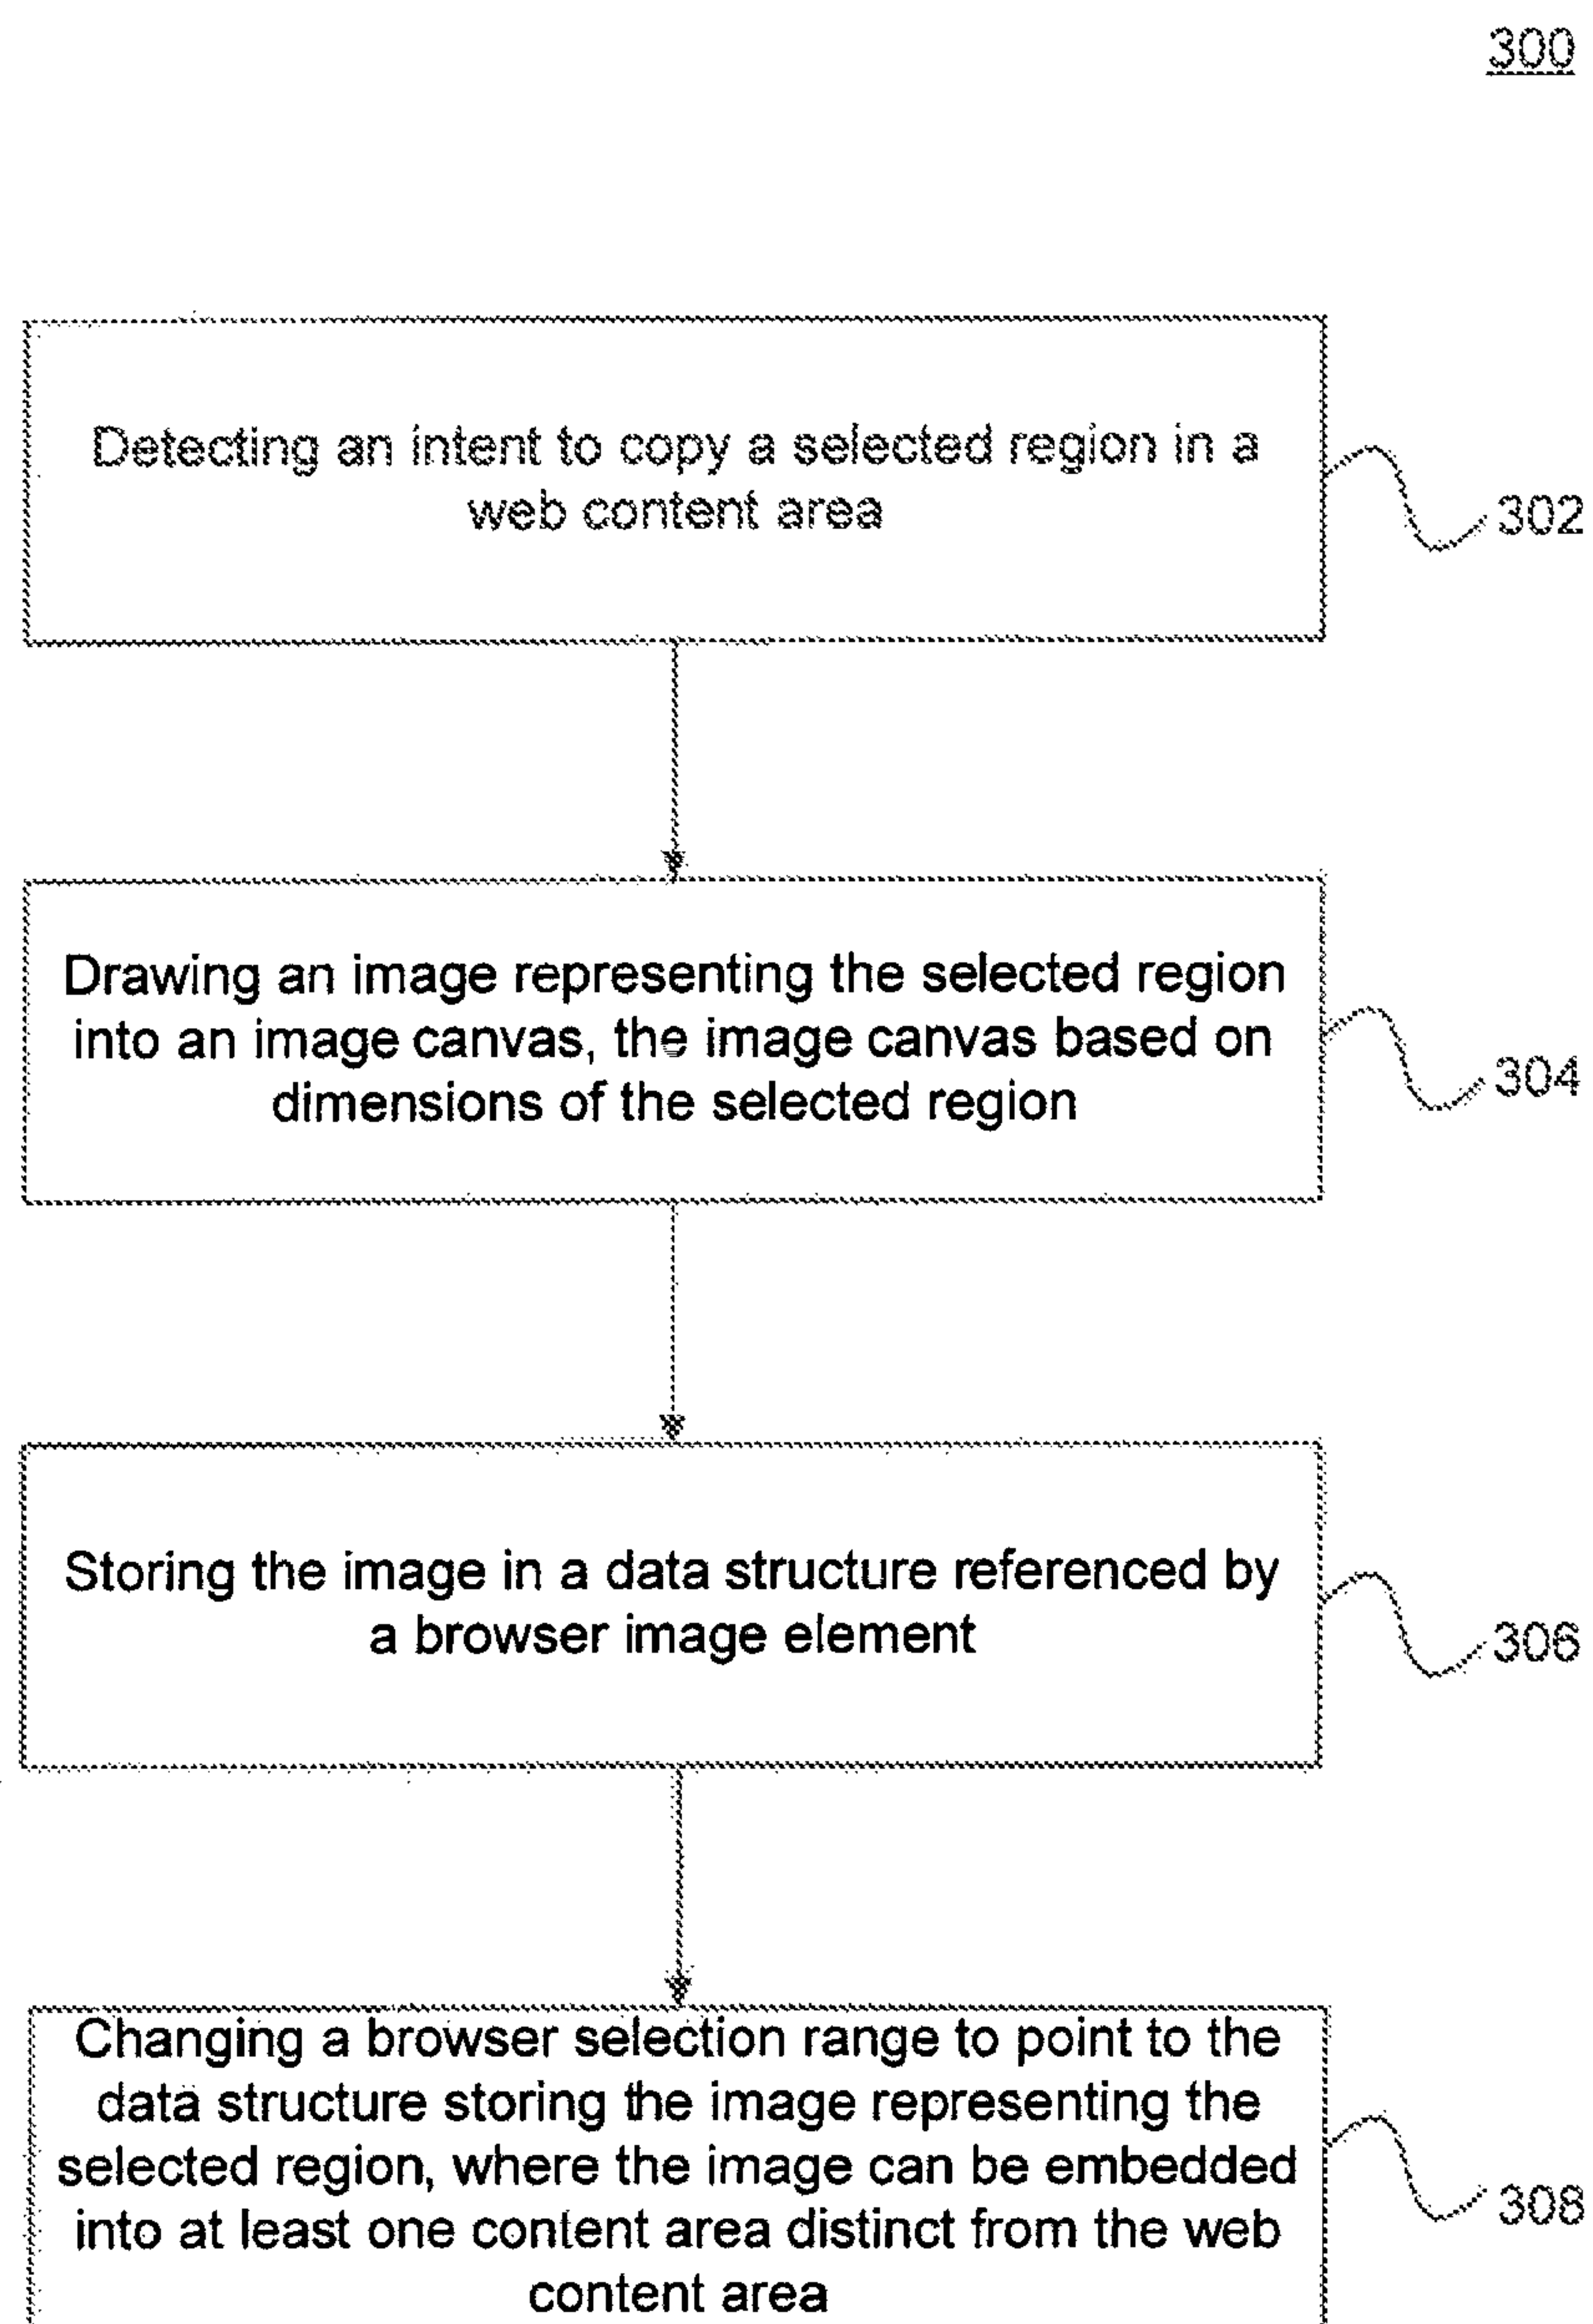 300
Detecting an intent to copy a selected region in a
web content area
302
Drawing an image representing the selected region
into an image canvas, the image canvas based on
dimensions of the selected region
304
Storing the image in a data structure referenced by
a browser image element
306
Changing a browser selection range to point to the
data structure storing the image representing the
selected region, where the image can be embedded
into at least one content area distinct from the web
content area
308